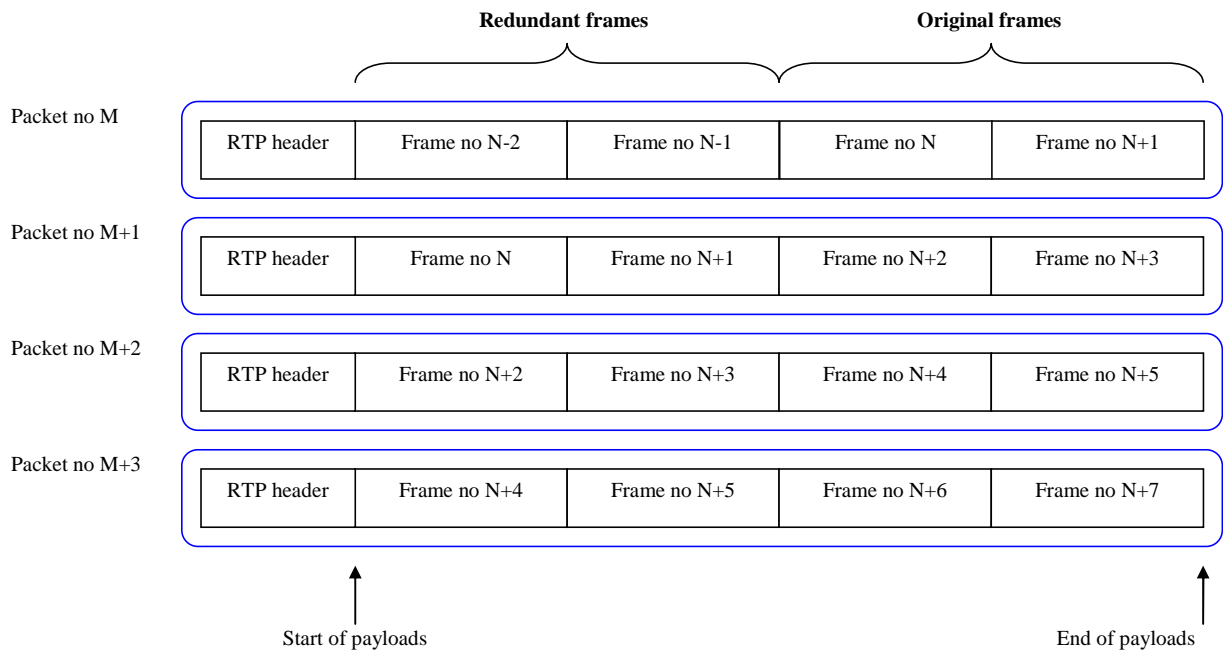 Redundant frames Original frames
Packet no M
RTP header Frame no N-2 Frame no N-1 Frame no N Frame no N+1
Packet no M+1
RTP header Frame no N Frame no N+1 Frame no N+2 Frame no N+3
Packet no M+2
RTP header Frame no N+2 Frame no N+3 Frame no N+4 Frame no N+5
Packet no M+3
RTP header Frame no N+4 Frame no N+5 Frame no N+6 Frame no N+7
Start of payloads End of payloads